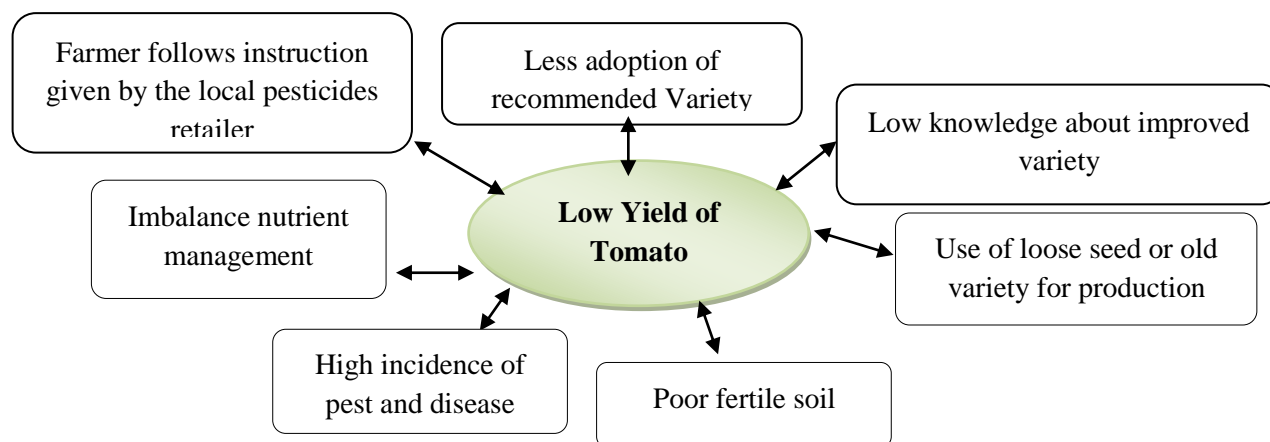 Farmer follows instruction
given by the local pesticides
retailer
Less adoption of
recommended Variety
Low knowledge about improved
variety
Imbalance nutrient
management
Low Yield of
Tomato
Use of loose seed or old
variety for production
High incidence of
pest and disease
Poor fertile soil